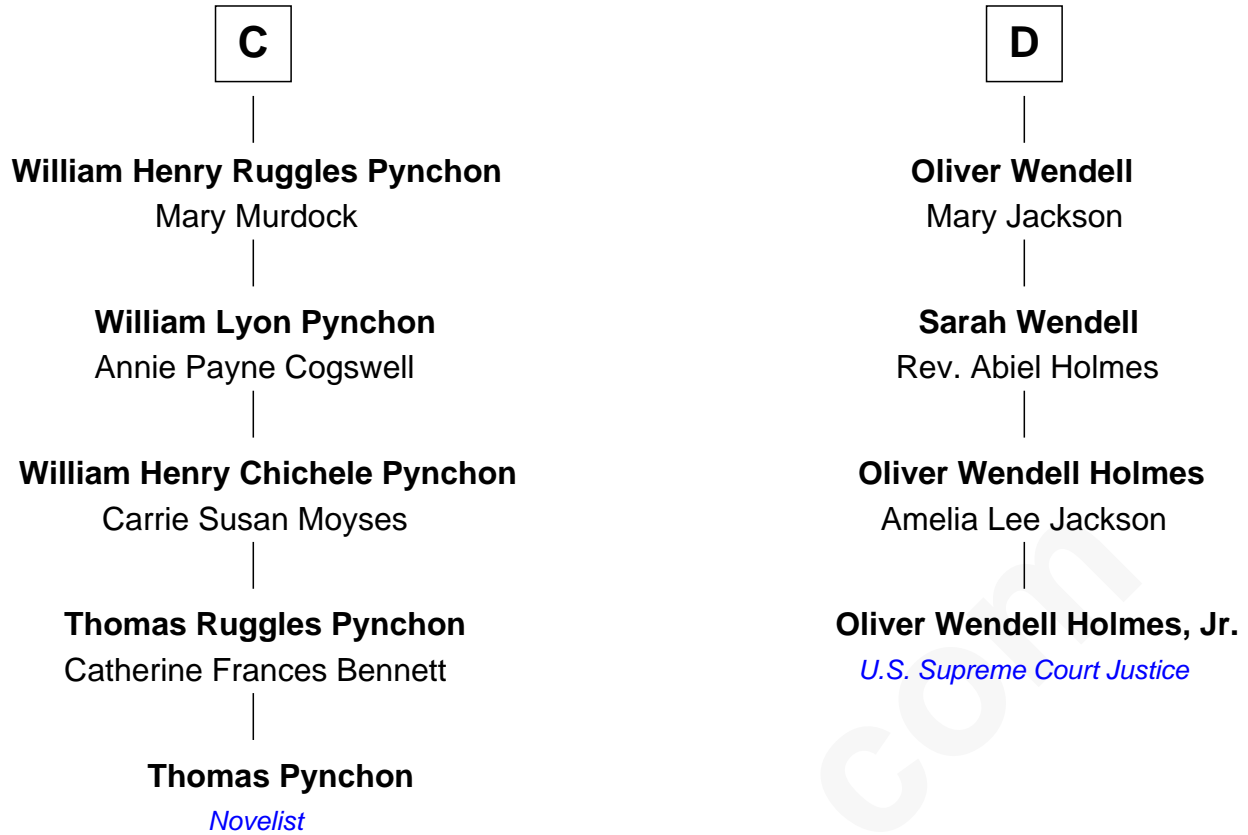 C
William Henry Ruggles Pynchon
Mary Murdock
William Lyon Pynchon
Annie Payne Cogswell
William Henry Chichele Pynchon
Carrie Susan Moyses
Thomas Ruggles Pynchon
Catherine Frances Bennett
Thomas Pynchon
Novelist
D
Oliver Wendell
Mary Jackson
Sarah Wendell
Rev. Abiel Holmes
Oliver Wendell Holmes
Amelia Lee Jackson
Oliver Wendell Holmes, Jr.
U.S. Supreme Court Justice
com